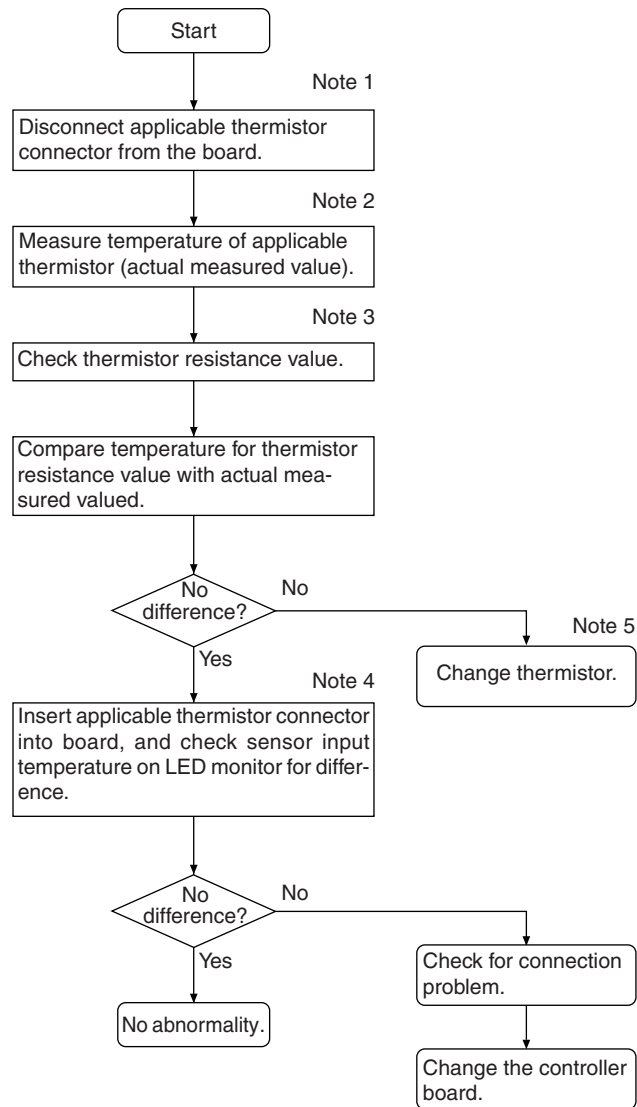 Start
Note 1
Disconnect applicable thermistor
connector from the board.
Note 2
Measure temperature of applicable
thermistor (actual measured value).
Note 3
Check thermistor resistance value.
Compare temperature for thermistor
resistance value with actual mea-
sured valued.
No
difference?
No
Yes
Note 5
Change thermistor.
Note 4
Insert applicable thermistor connector
into board, and check sensor input
temperature on LED monitor for differ-
ence.
No
difference?
No
Yes
Check for connection
problem.
No abnormality.
Change the controller
board.